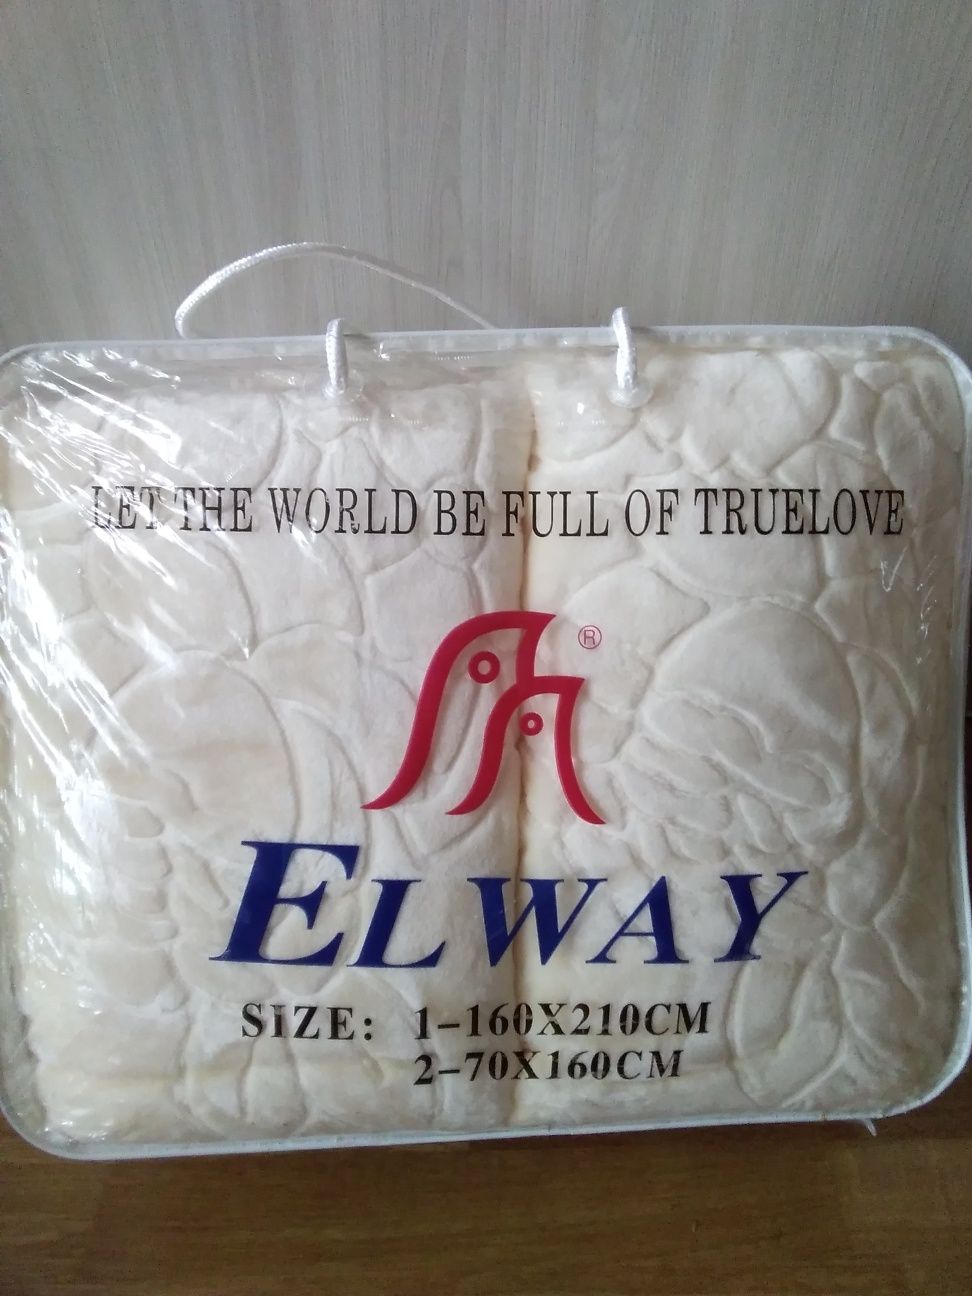 LET THE WORLD BE FULL OF TRUELOVE
®
ELWAY
SIZE: 1-160X210CM
2-70X160CM